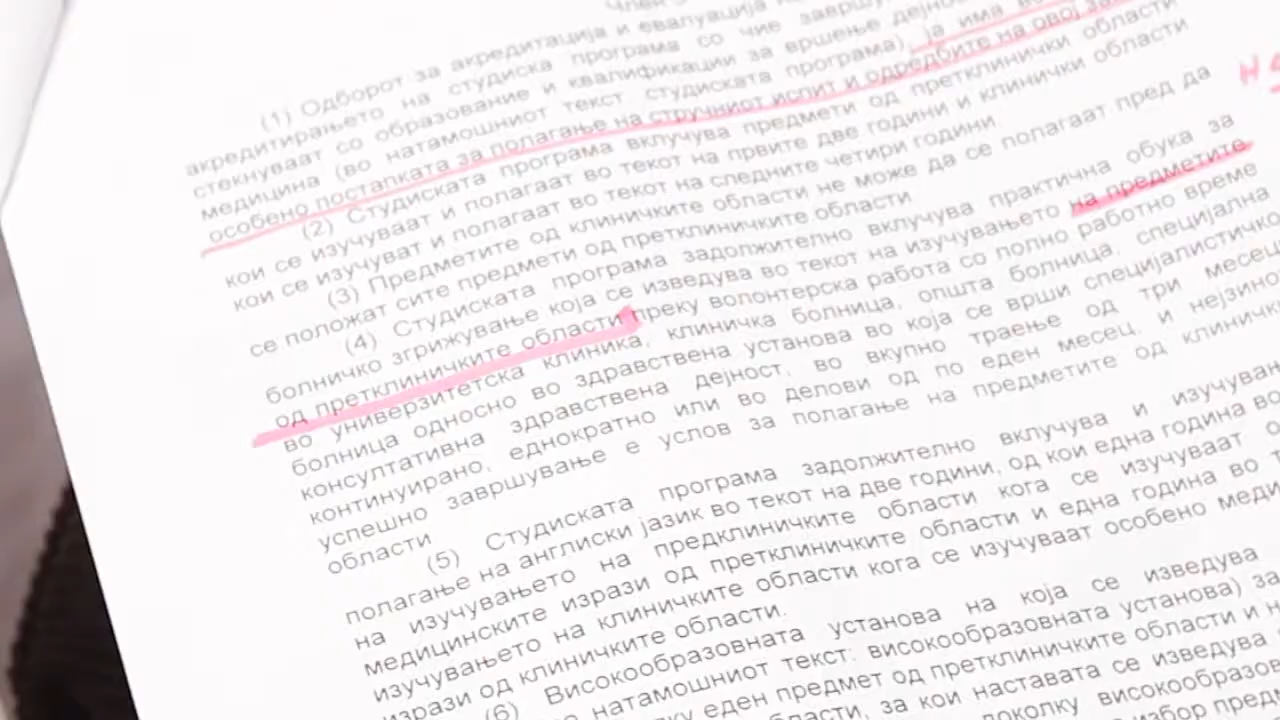 Член
(1) Одборот за акредитација и евалуација
акредитирањето на студиска програма со чие
стекнуваат со образование и квалификации за вршење
медицина (во натамошниот текст студиската програма), ја има
особено постапката за полагање на стручниот испит и одредбите на овој
(2) Студиската програма вклучува предмети од претклинички области
кои се изучуваат и полагаат во текот на првите две години и клинички области
кои се изучуват и полагаат во текот на следните четири години
(3) Предметите од клиничките области не може да се полагаат пред да
се положат сите предмети од претклиничките области
(4) Студиската програма задолжително вклучува практична обука за
болничко згрижување која се изведува во текот на изучувањето на предметите
од претклиничките области преку волонтерска работа со полно работно време
во универзитетска клиника, клиничка болница, општа болница, специјална
болница односно во здравствена установа во која се врши
консултативна здравствена дејност, во вкупно траење од три
континуирано, еднократно или во делови од по еден месец, и
успешно завршување е услов за полагање на предметите од
области
(5) Студиската програма задолжително вклучува и
полагање на англиски јазик во текот на две години, од кои една година во
на изучувањето на предклиничките области кога се изучуваат
медицинските изрази од претклиничките области и една година во
изучувањето на клиничките области кога се изучуваат особено
изрази од клиничките области.
(6) Високообразовната установа на која се изведува
натамошниот текст: високообразовната установа)
еден предмет од претклиничките области и
за кои наставата се изведува
доколку